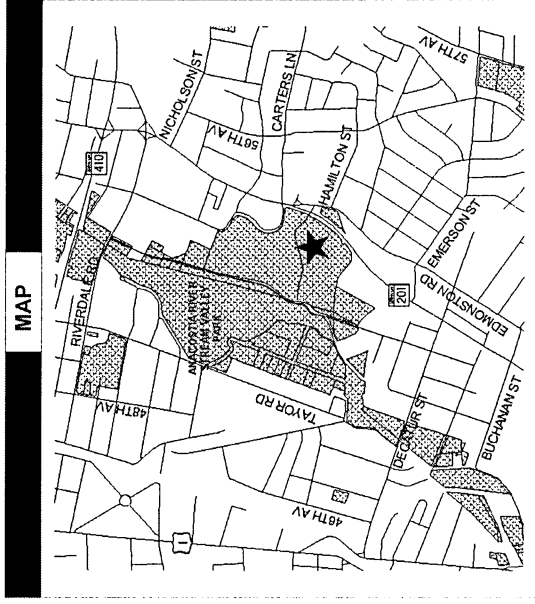 MAP
410
NICHOLSON ST
56TH AV
CARTERS LN
57TH AV
HAMILTON ST
RIVERDALE RD
48TH AV
ANACOSTIA RIVER
STREAM VALLEY
PARK
TAYOR RD
201
EMERSON ST
EDMONSTON RD
DECATUR ST
BUCHANAN ST
46TH AV
1